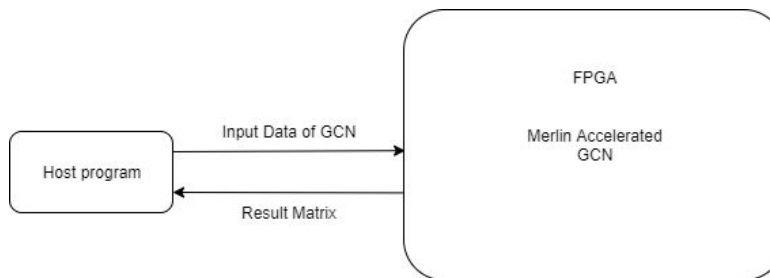 FPGA
Input Data of GCN
Merlin Accelerated
GCN
Host program
Result Matrix